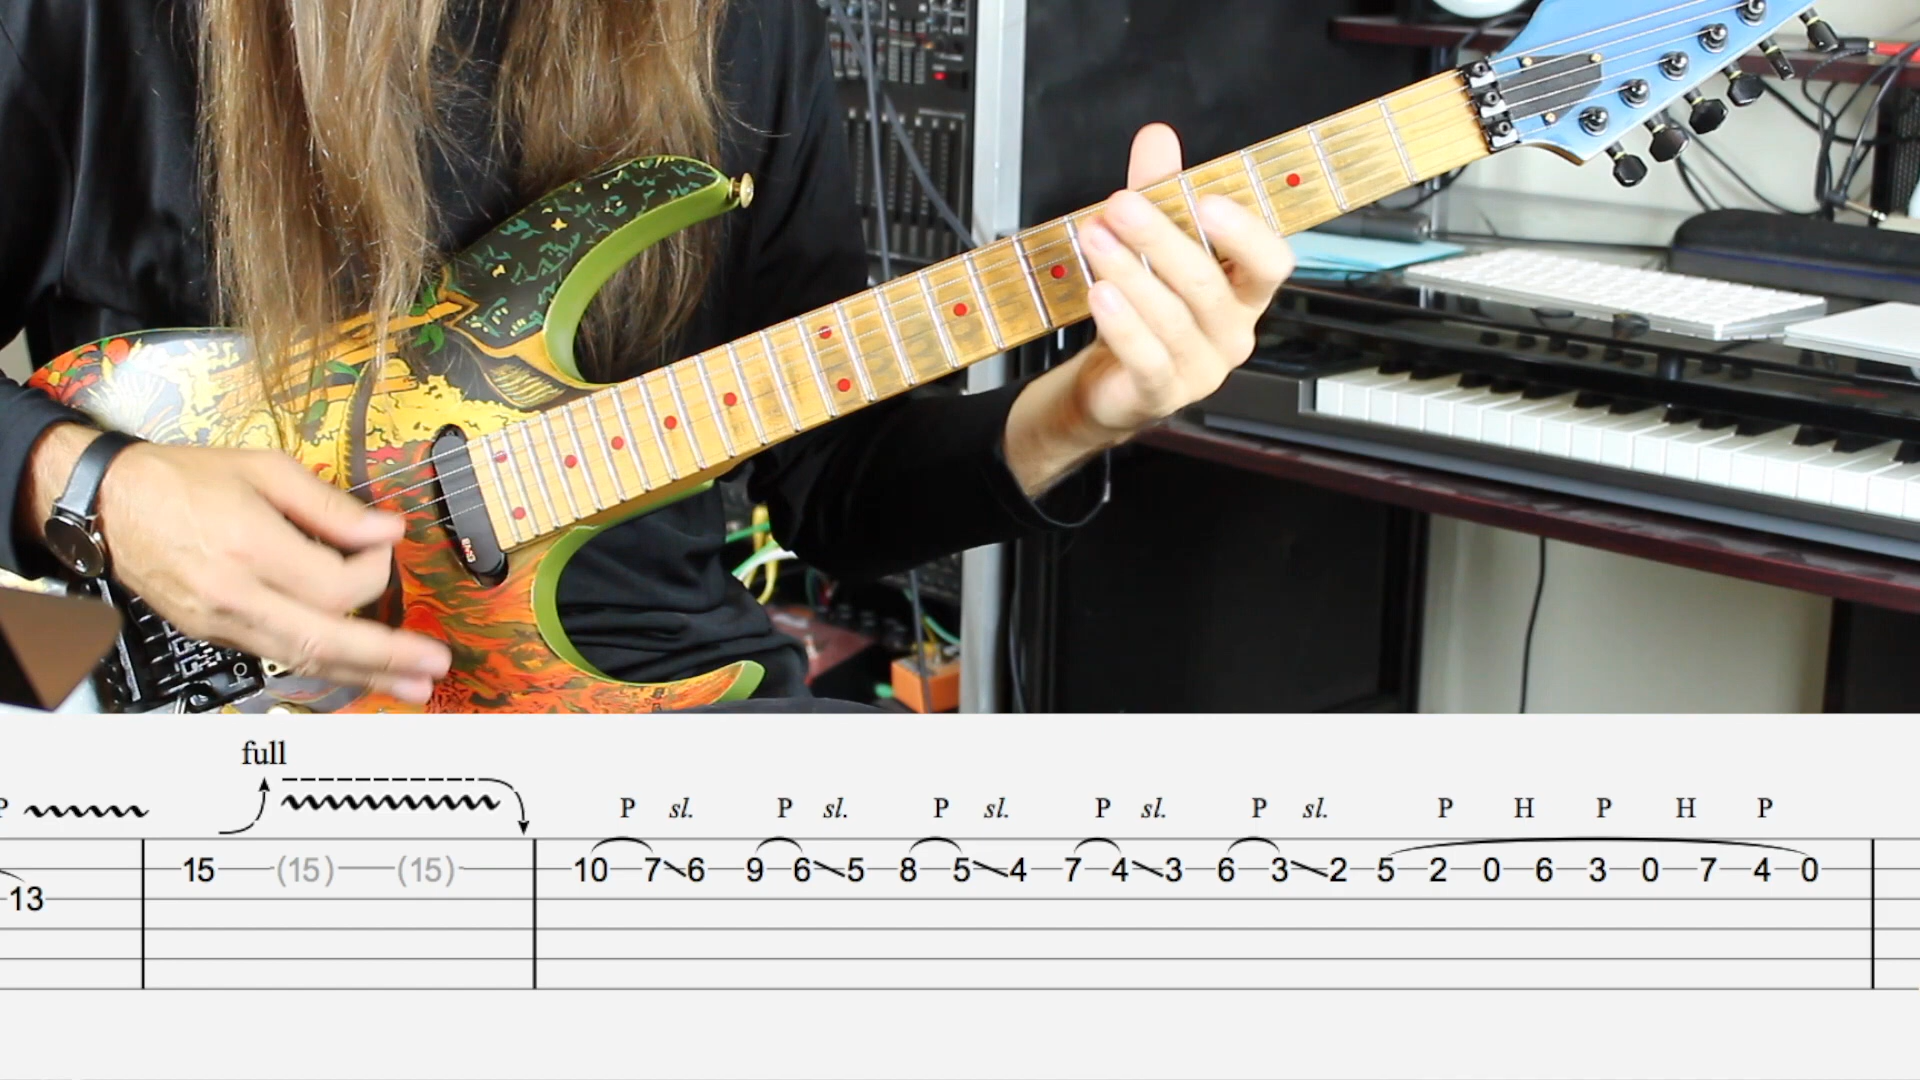 full
P P sl. P sl. P sl. P sl. P sl. P H P H P
15 (15) (15) 10 7 6 9 6 5 8 5 4 7 4 3 6 3 2 5 2 0 6 3 0 7 4 0
13